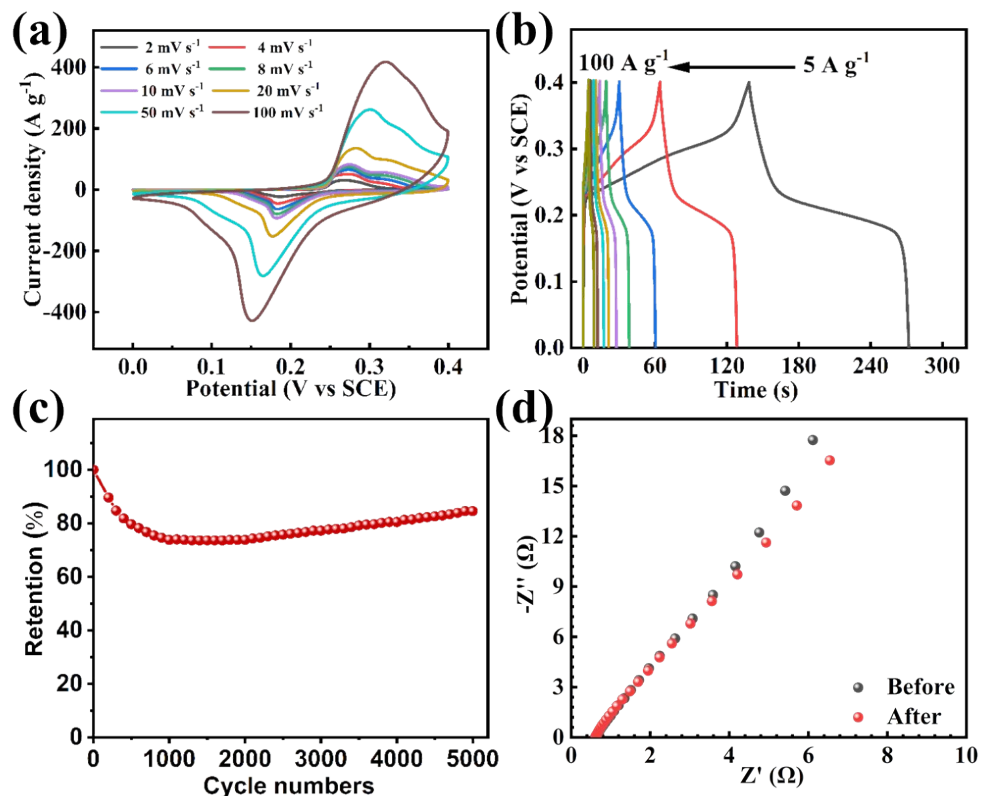 (a)
2 mV s⁻¹ 4 mV s⁻¹
6 mV s⁻¹ 8 mV s⁻¹
10 mV s⁻¹ 20 mV s⁻¹
50 mV s⁻¹ 100 mV s⁻¹
Current density (A g⁻¹)
400
200
0
-200
-400
0.0 0.1 0.2 0.3 0.4
Potential (V vs SCE)
(b)
100 A g⁻¹ 5 A g⁻¹
Potential (V vs SCE)
0.4
0.3
0.2
0.1
0.0
0 60 120 180 240 300
Time (s)
(c)
Retention (%)
100
80
60
40
20
0
0 1000 2000 3000 4000 5000
Cycle numbers
(d)
-Z'' (Ω)
18
15
12
9
6
3
0
Before
After
0 2 4 6 8 10
Z' (Ω)